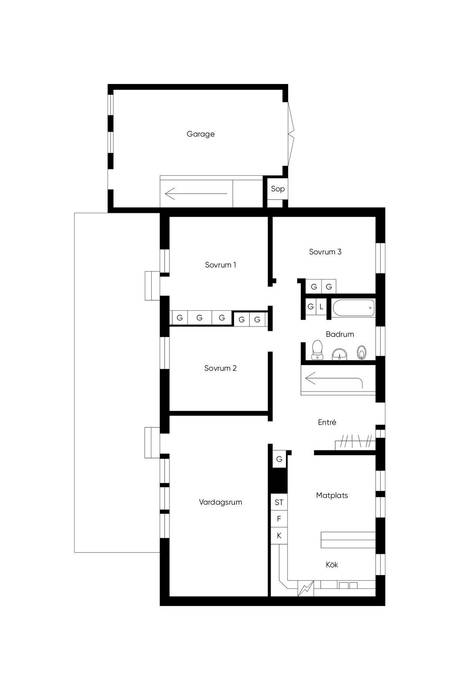 Garage
Sop
Sovrum 1
Sovrum 3
G G
G L
G G G G G
Badrum
Sovrum 2
Entré
G
Vardagsrum
Matplats
ST
F
K
Kök